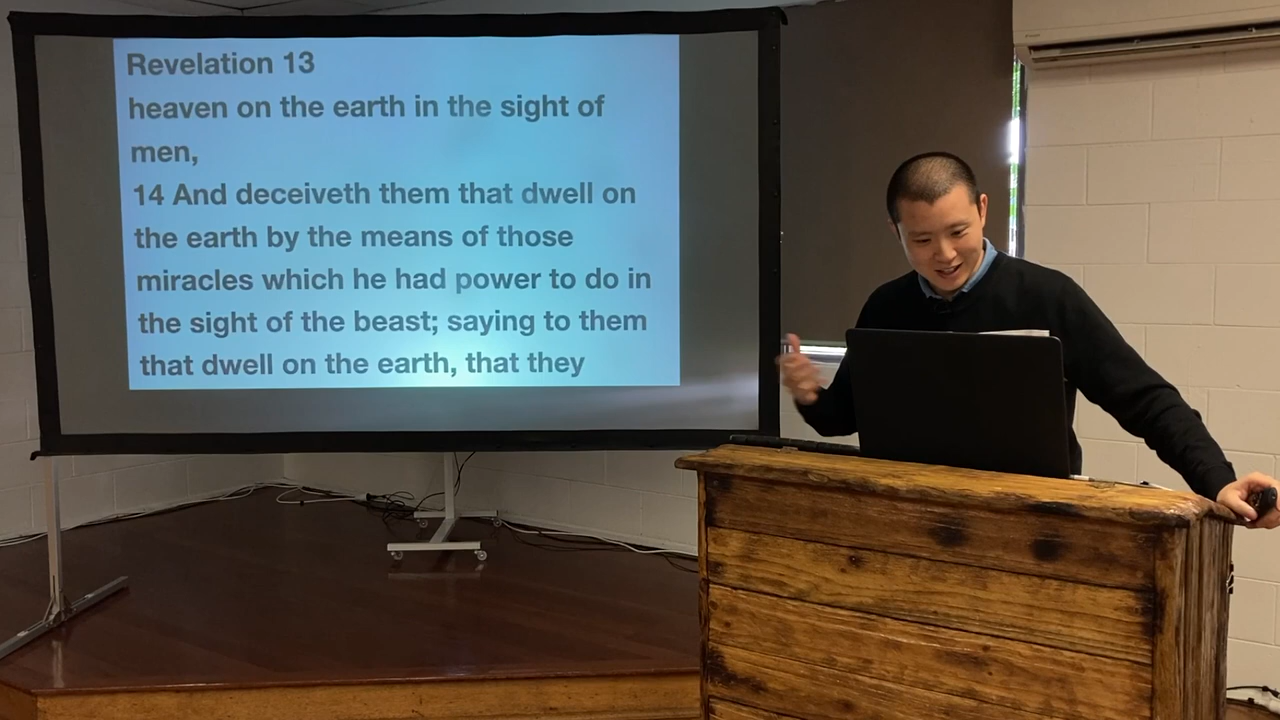 Revelation 13
heaven on the earth in the sight of
men,
14 And deceiveth them that dwell on
the earth by the means of those
miracles which he had power to do in
the sight of the beast; saying to them
that dwell on the earth, that they